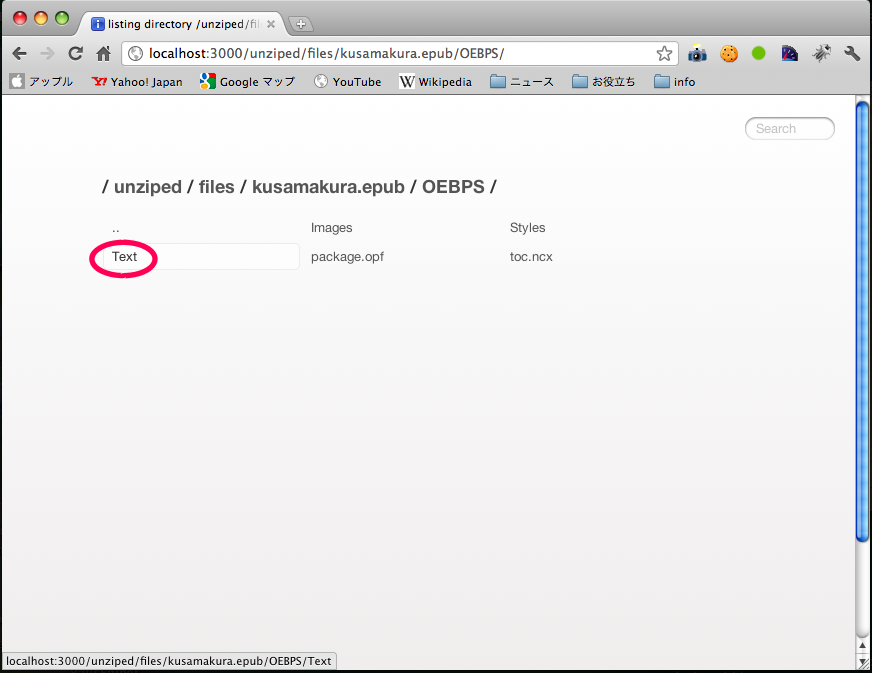 listing directory /unziped/fil
localhost:3000/unziped/files/kusamakura.epub/OEBPS/
アップル Yahoo! Japan Google マップ YouTube Wikipedia ニュース お役立ち info
Search
/ unziped / files / kusamakura.epub / OEBPS /
.. Images Styles
Text package.opf toc.ncx
localhost:3000/unziped/files/kusamakura.epub/OEBPS/Text